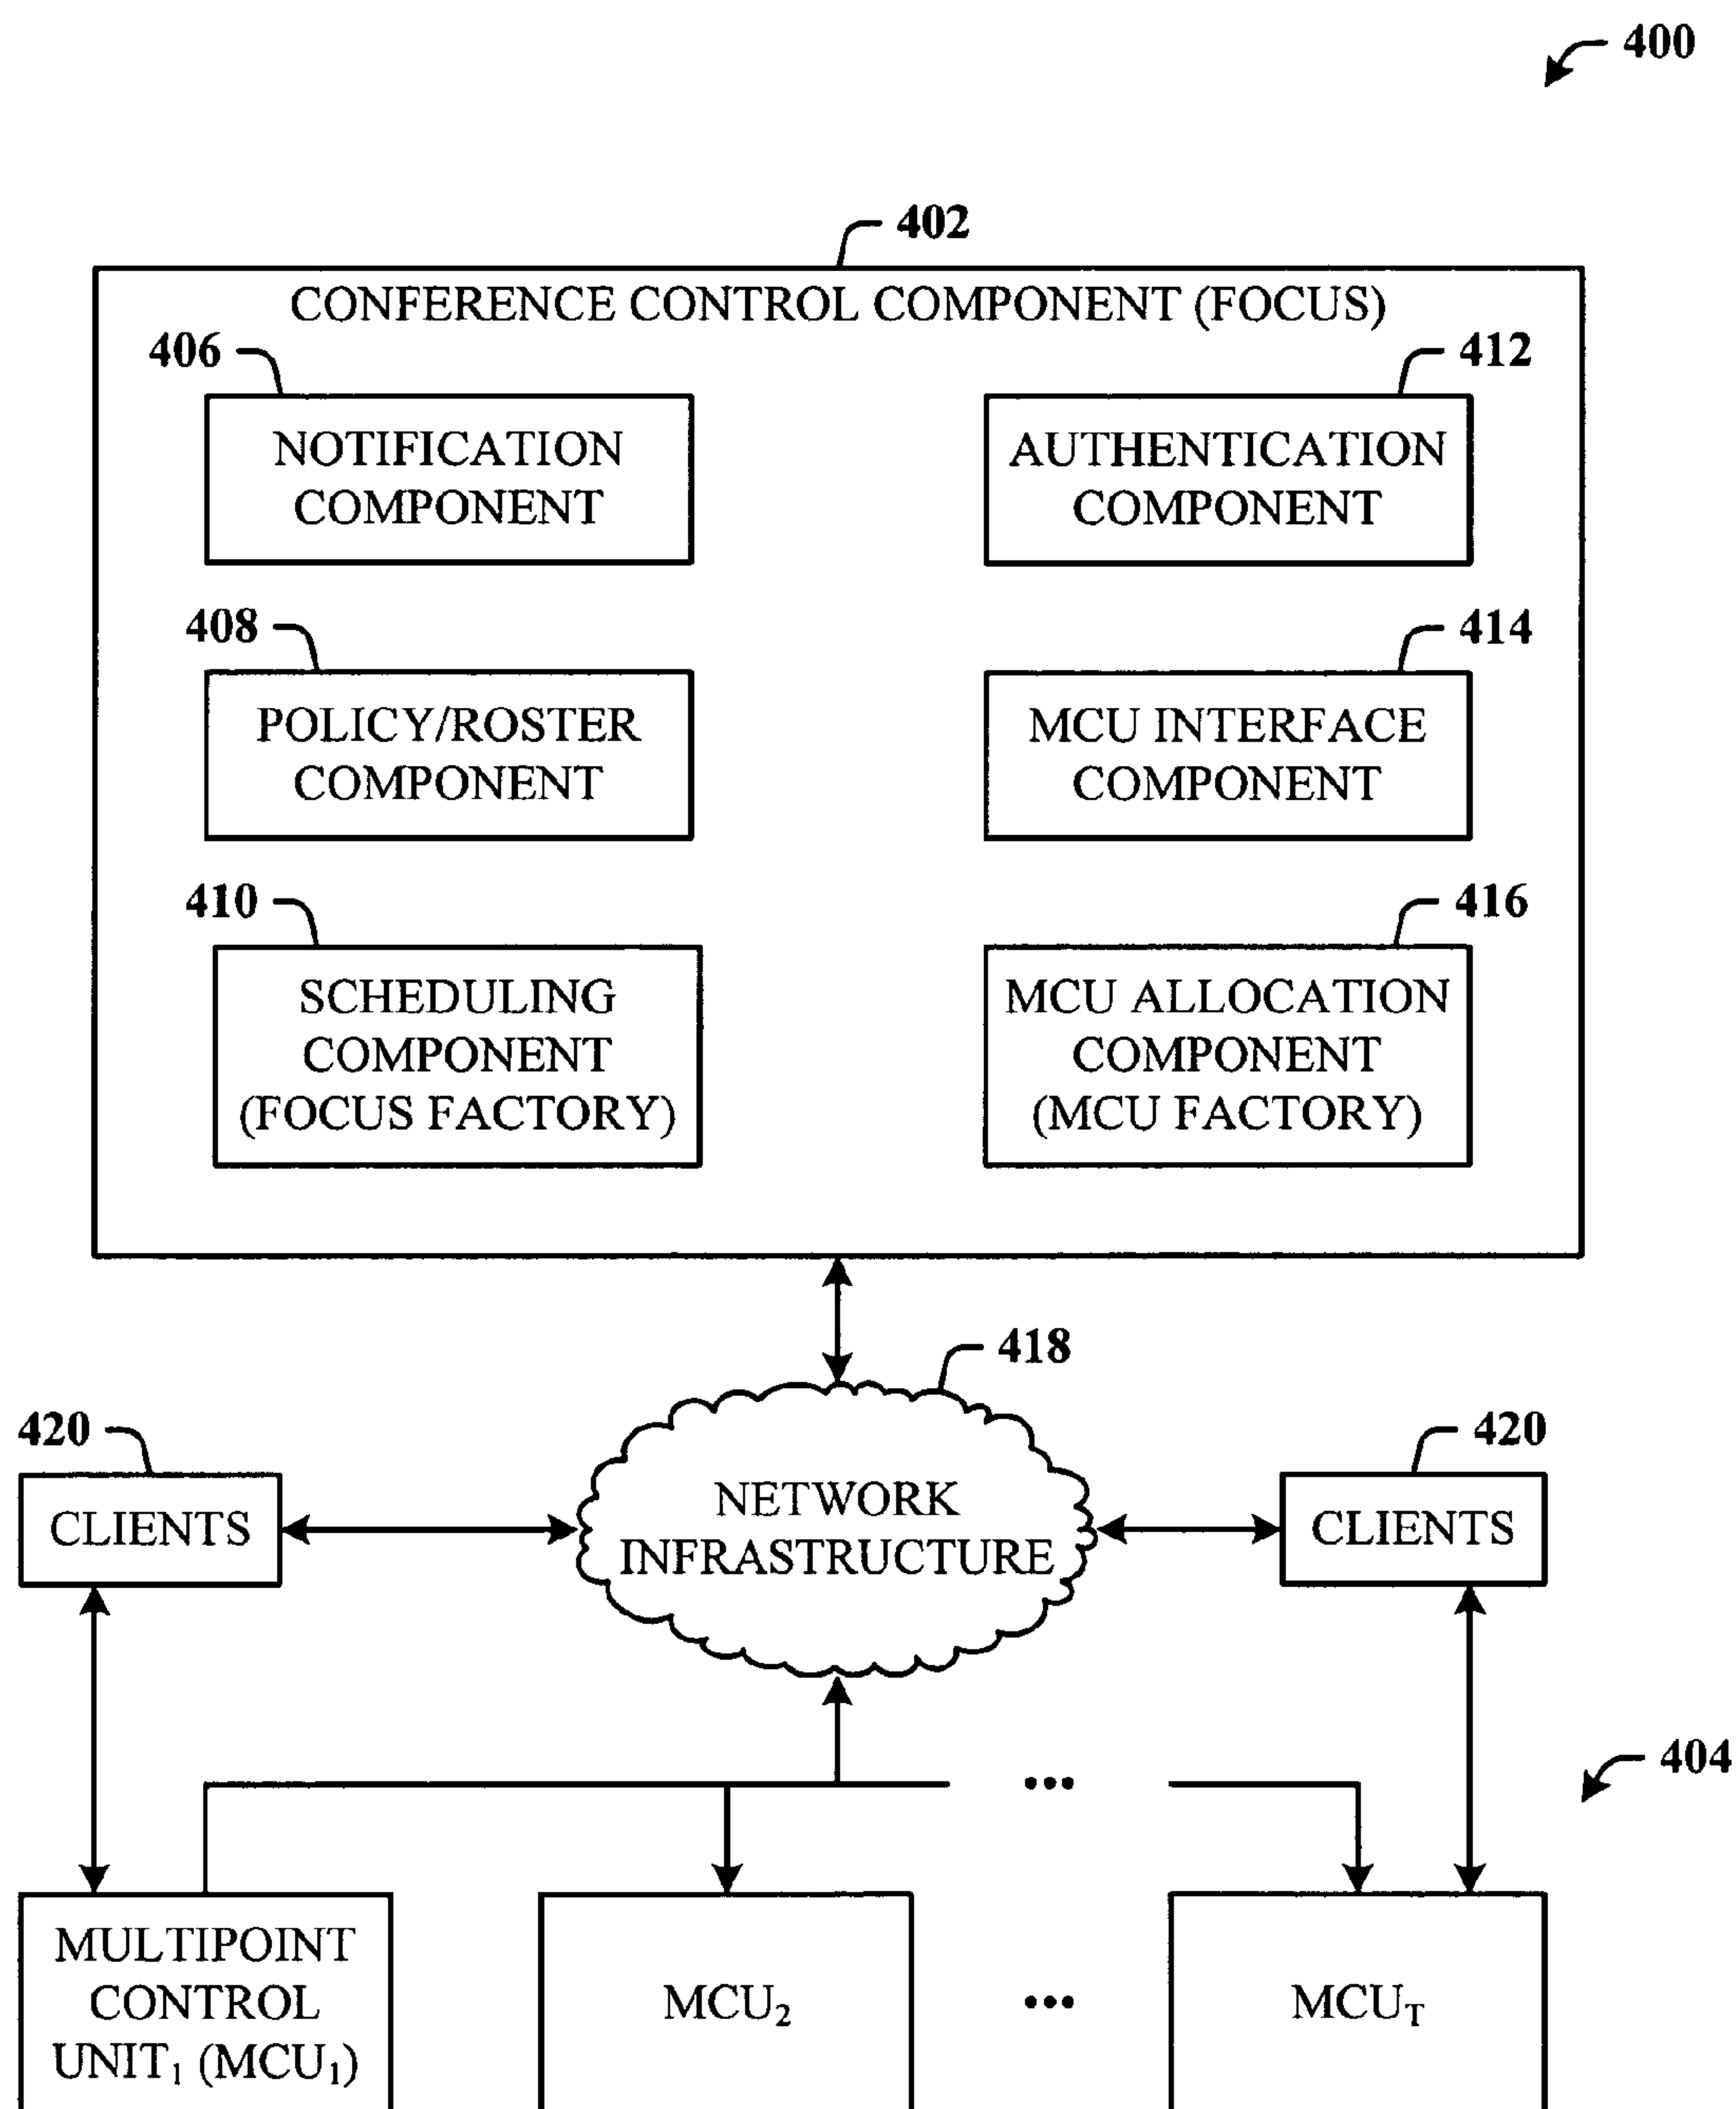 400
402
CONFERENCE CONTROL COMPONENT (FOCUS)
406
412
NOTIFICATION
COMPONENT
AUTHENTICATION
COMPONENT
408
414
POLICY/ROSTER
COMPONENT
MCU INTERFACE
COMPONENT
410
416
SCHEDULING
COMPONENT
(FOCUS FACTORY)
MCU ALLOCATION
COMPONENT
(MCU FACTORY)
418
420
420
CLIENTS
NETWORK
INFRASTRUCTURE
CLIENTS
404
•••
MULTIPOINT
CONTROL
UNIT₁ (MCU₁)
MCU₂
•••
MCU_T